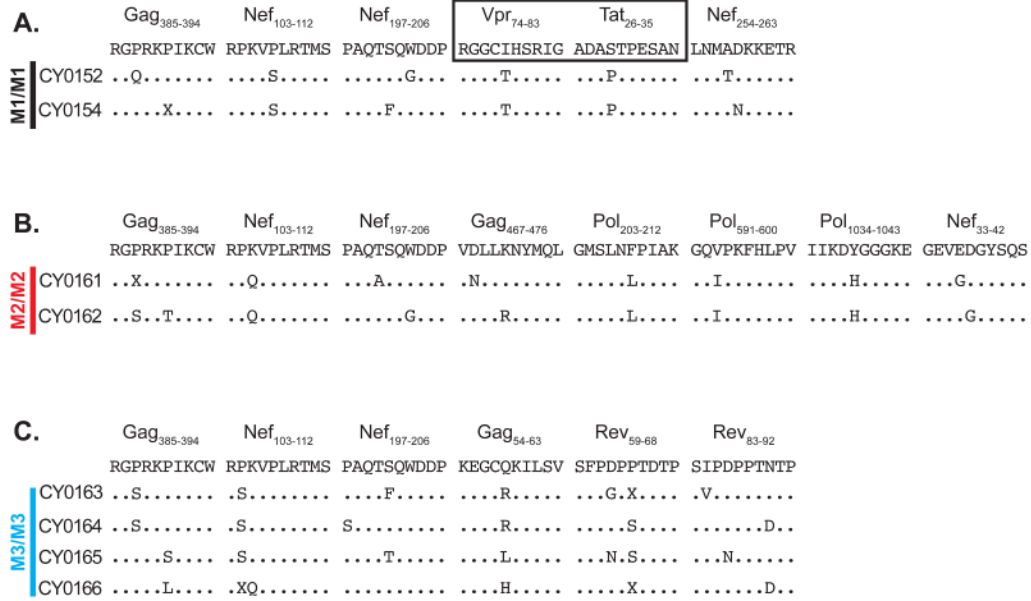 A.
Gag385-394 Nef103-112 Nef197-206 Vpr74-83 Tat26-35 Nef254-263
RGPRKPIKCW RPKVPLRTMS PAQTSQWDDP RGGCIHSRIG ADASTPESAN LNMADKKETR
M1/M1
CY0152 ..Q....... ....S..... ......G... ....T..... ...P...... ...T......
CY0154 .....X.... ....S..... ....F..... ....T..... ...P...... ....N.....
B.
Gag385-394 Nef103-112 Nef197-206 Gag467-476 Pol203-212 Pol591-600 Pol1034-1043 Nef33-42
RGPRKPIKCW RPKVPLRTMS PAQTSQWDDP VDLLKNYMQL GMSLNFPIAK GQVPKFHLPV IIKDYGGGKE GEVEDGYSQS
M2/M2
CY0161 ..X....... ..Q....... ...A...... .N........ .....L.... ..I....... ....H..... ...G......
CY0162 ..S..T.... ..Q....... ......G... ....R..... .....L.... ..I....... ....H..... ....G.....
C.
Gag385-394 Nef103-112 Nef197-206 Gag54-63 Rev59-68 Rev83-92
RGPRKPIKCW RPKVPLRTMS PAQTSQWDDP KEGCQKILSV SFPDPPTDTP SIPDPPTNTP
M3/M3
CY0163 ..S....... .S........ ....F..... ....R..... ...G.X.... .V........
CY0164 ..S....... .S........ S......... ....R..... .....S.... .......D..
CY0165 .....S.... .S........ ....T..... ....L..... ...N.S.... ...N......
CY0166 .....L.... .XQ....... .......... ....H..... .....X.... .......D..